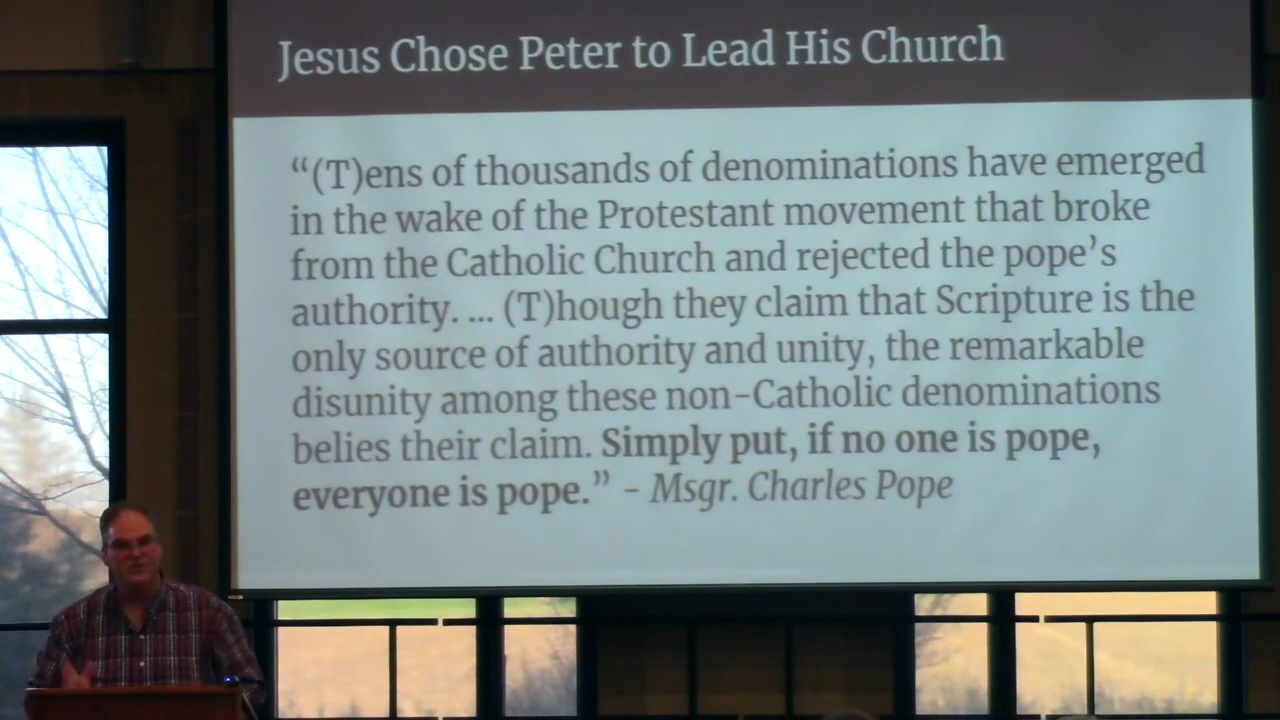 Jesus Chose Peter to Lead His Church
“(T)ens of thousands of denominations have emerged
in the wake of the Protestant movement that broke
from the Catholic Church and rejected the pope’s
authority. ... (T)hough they claim that Scripture is the
only source of authority and unity, the remarkable
disunity among these non-Catholic denominations
belies their claim. Simply put, if no one is pope,
everyone is pope.” – Msgr. Charles Pope